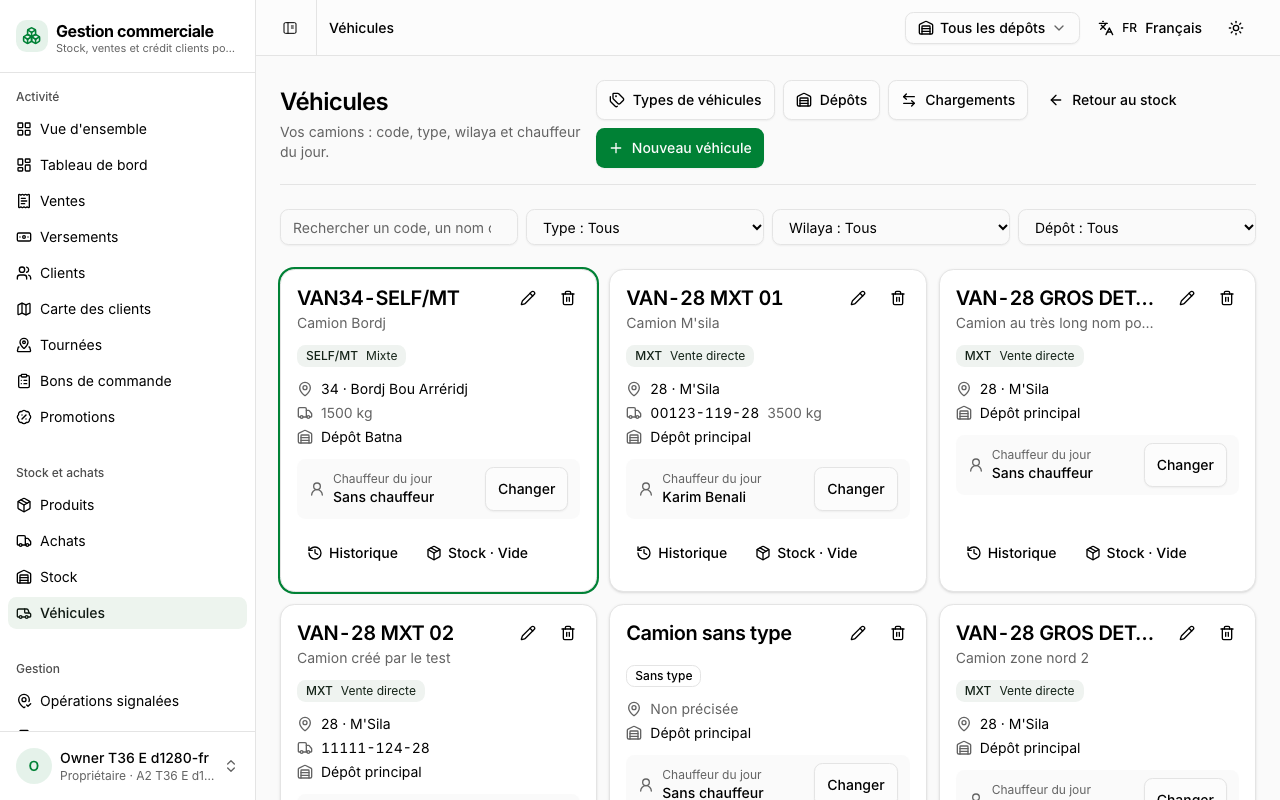 Gestion commerciale
Stock, ventes et crédit clients po...
Activité
Vue d'ensemble
Tableau de bord
Ventes
Versements
Clients
Carte des clients
Tournées
Bons de commande
Promotions
Stock et achats
Produits
Achats
Stock
Véhicules
Gestion
Opérations signalées
O
Owner T36 E d1280-fr
Propriétaire · A2 T36 E d1...
Véhicules
Tous les dépôts
FR Français
Véhicules
Vos camions : code, type, wilaya et chauffeur
du jour.
Types de véhicules
Dépôts
Chargements
Retour au stock
Nouveau véhicule
Rechercher un code, un nom
Type : Tous
Wilaya : Tous
Dépôt : Tous
VAN34-SELF/MT
Camion Bordj
SELF/MT Mixte
34 · Bordj Bou Arréridj
1500 kg
Dépôt Batna
Chauffeur du jour
Sans chauffeur
Changer
Historique
Stock · Vide
VAN-28 MXT 01
Camion M'sila
MXT Vente directe
28 · M'Sila
00123-119-28 3500 kg
Dépôt principal
Chauffeur du jour
Karim Benali
Changer
Historique
Stock · Vide
VAN-28 GROS DET...
Camion au très long nom po...
MXT Vente directe
28 · M'Sila
Dépôt principal
Chauffeur du jour
Sans chauffeur
Changer
Historique
Stock · Vide
VAN-28 MXT 02
Camion créé par le test
MXT Vente directe
28 · M'Sila
11111-124-28
Dépôt principal
Camion sans type
Sans type
Non précisée
Dépôt principal
Chauffeur du jour
Sans chauffeur
Changer
VAN-28 GROS DET...
Camion zone nord 2
MXT Vente directe
28 · M'Sila
Dépôt principal
Chauffeur du jour
Changer